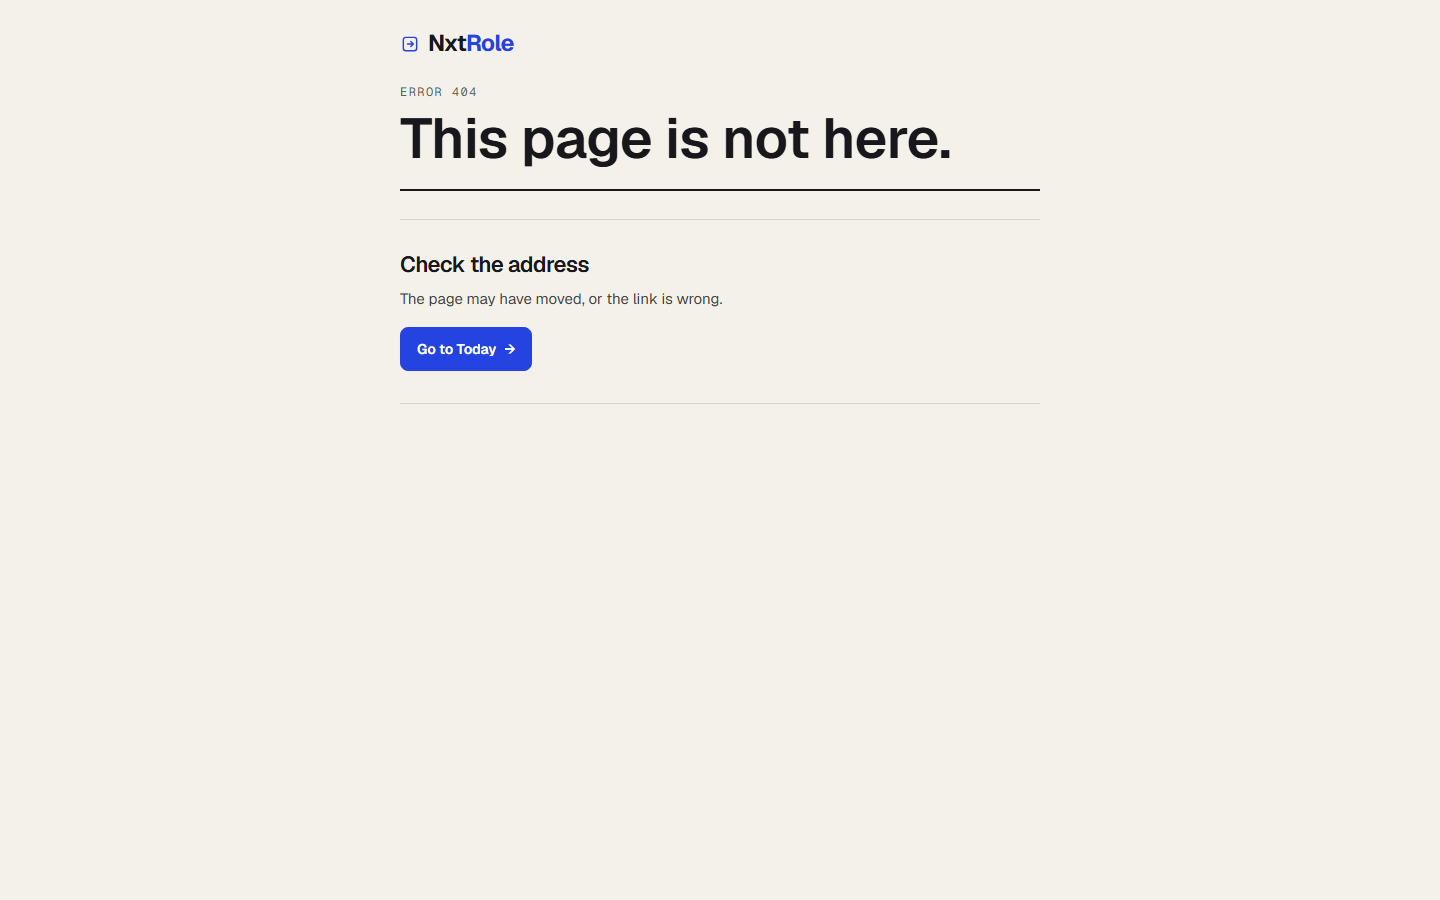 NxtRole
ERROR 404
This page is not here.
Check the address
The page may have moved, or the link is wrong.
Go to Today →